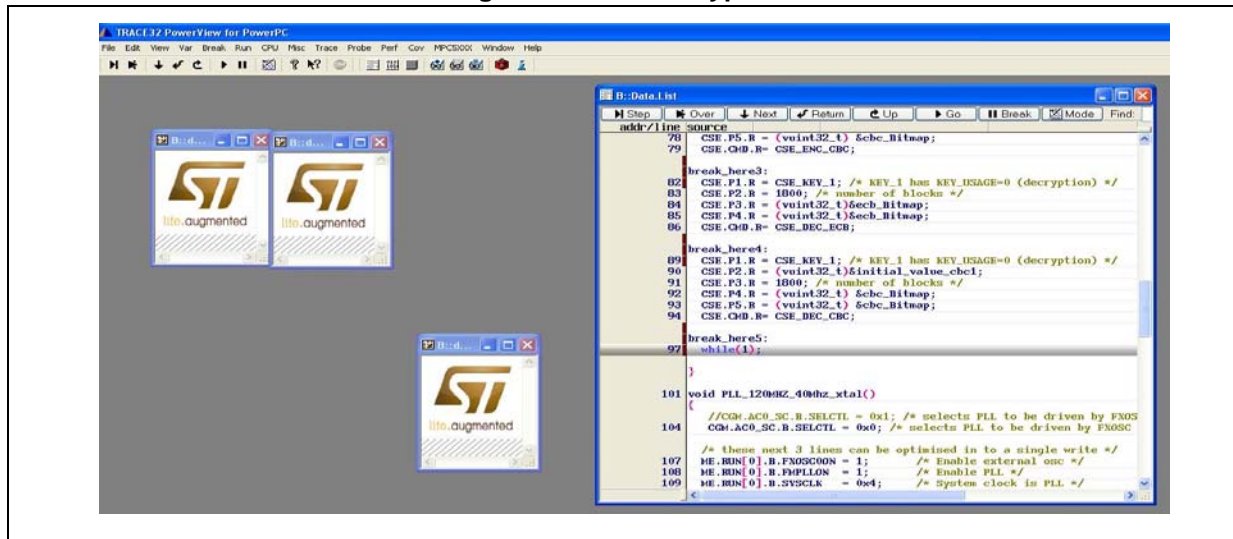 TRACE32 PowerView for PowerPC
File Edit View Var Break Run CPU Misc Trace Probe Perf Cov MPC5XXX Window Help
B::d...
B::d...
ST
life.augmented
ST
life.augmented
B::d...
ST
life.augmented
B::Data.List
Step Over Next Return Up Go Break Mode Find:
addr/line source
78 CSE.P5.R = (vuint32_t) &cbc_Bitmap;
79 CSE.CMD.R= CSE_ENC_CBC;
break_here3:
82 CSE.P1.R = CSE_KEY_1; /* KEY_1 has KEY_USAGE=0 (decryption) */
83 CSE.P2.R = 1800; /* number of blocks */
84 CSE.P3.R = (vuint32_t)&ecb_Bitmap;
85 CSE.P4.R = (vuint32_t)&ecb_Bitmap;
86 CSE.CMD.R= CSE_DEC_ECB;
break_here4:
89 CSE.P1.R = CSE_KEY_1; /* KEY_1 has KEY_USAGE=0 (decryption) */
90 CSE.P2.R = (vuint32_t)&initial_value_cbc1;
91 CSE.P3.R = 1800; /* number of blocks */
92 CSE.P4.R = (vuint32_t) &cbc_Bitmap;
93 CSE.P5.R = (vuint32_t) &cbc_Bitmap;
94 CSE.CMD.R= CSE_DEC_CBC;
break_here5:
97 while(1);
}
101 void PLL_120MHZ_40Mhz_xtal()
{
//CGM.AC0_SC.B.SELCTL = 0x1; /* selects PLL to be driven by FXOS
104 CGM.AC0_SC.B.SELCTL = 0x0; /* selects PLL to be driven by FXOSC
/* these next 3 lines can be optimised in to a single write */
107 ME.RUN[0].B.FXOSC0ON = 1; /* Enable external osc */
108 ME.RUN[0].B.FMPLLON = 1; /* Enable PLL */
109 ME.RUN[0].B.SYSCLK = 0x4; /* System clock is PLL */